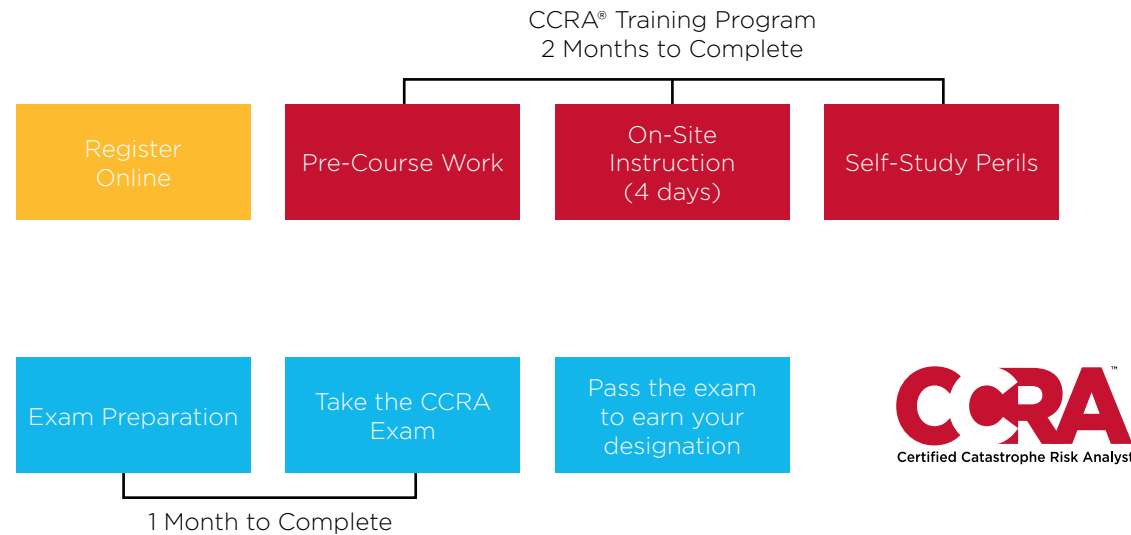 CCRA® Training Program
2 Months to Complete
Register
Online
Pre-Course Work
On-Site
Instruction
(4 days)
Self-Study Perils
Exam Preparation
Take the CCRA
Exam
Pass the exam
to earn your
designation
CCRA™
Certified Catastrophe Risk Analyst
1 Month to Complete